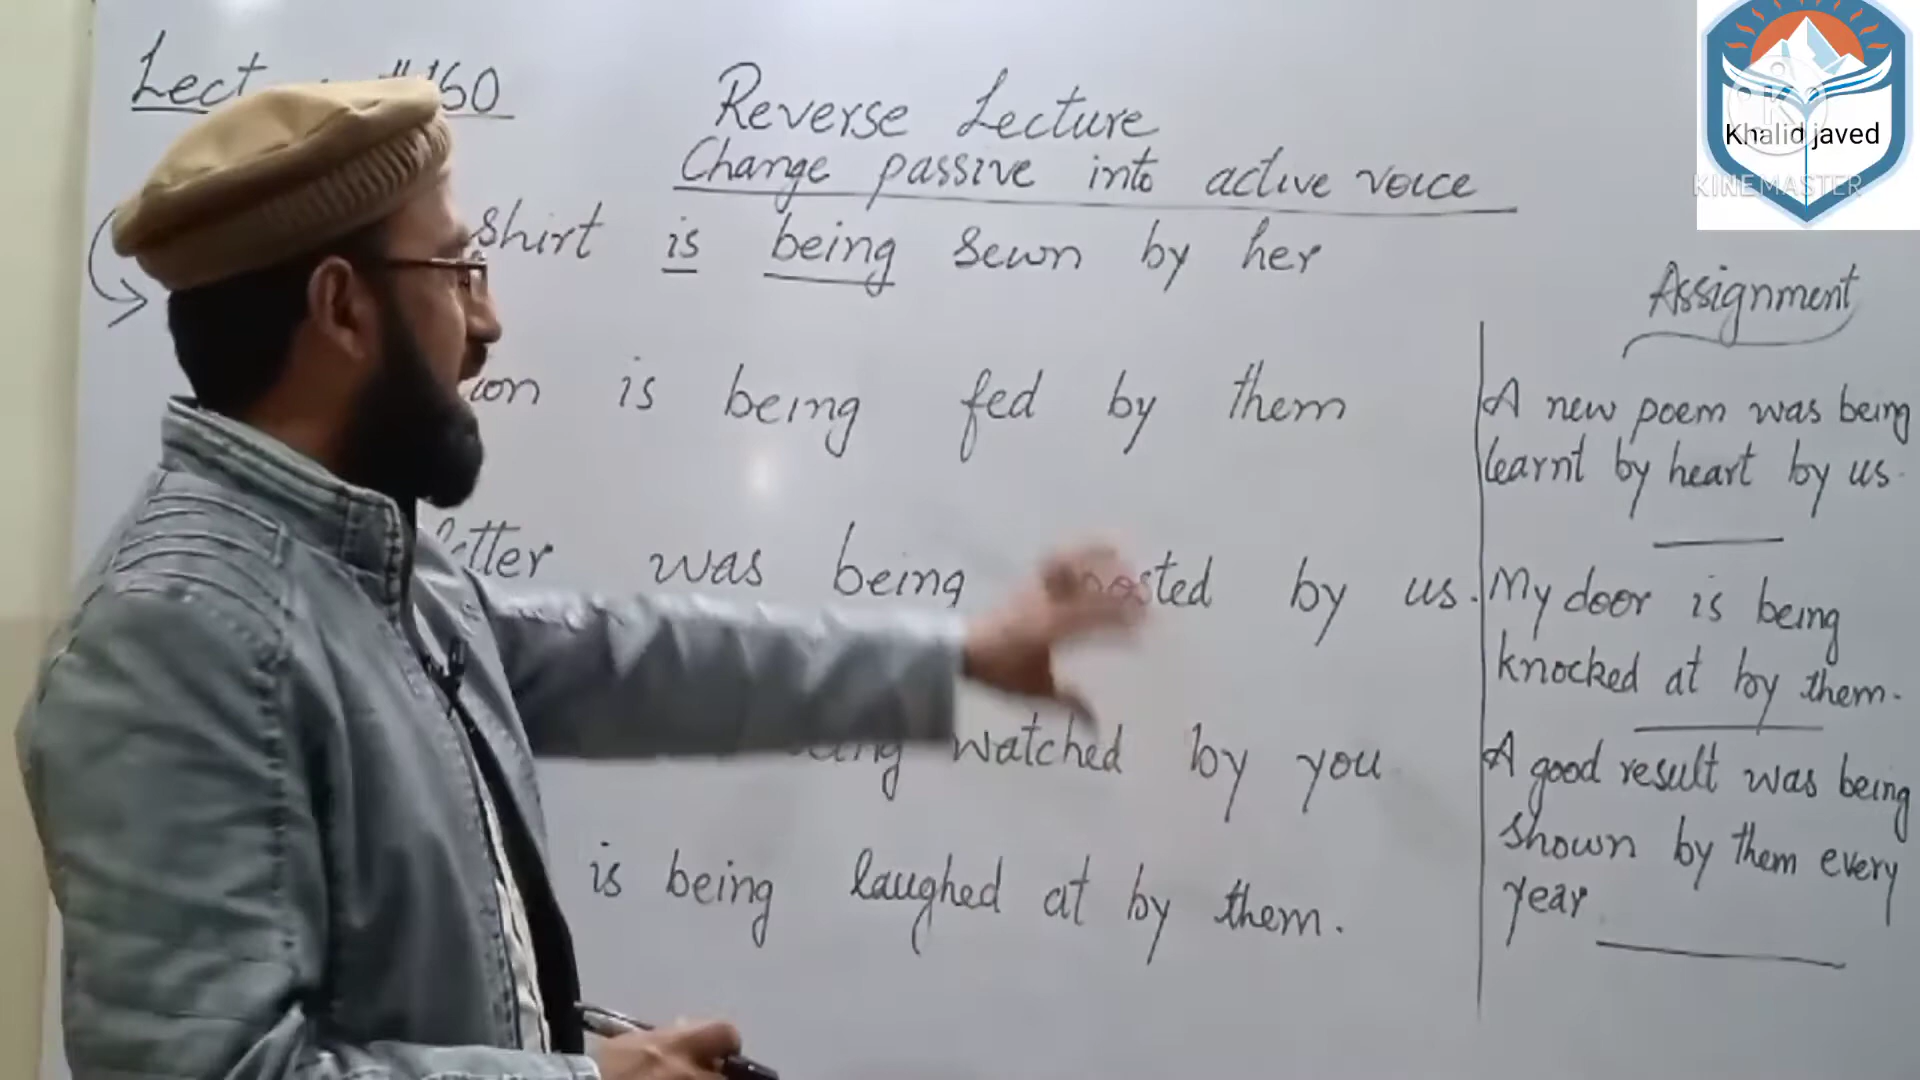 #160
Reverse Lecture
Change passive into active voice
shirt is being sewn by her
is being fed by them
was being posted by us.
being watched by you
is being laughed at by them.
Assignment
A new poem was being
learnt by heart by us.
My door is being
knocked at by them.
A good result was being
shown by them every
year
Khalid javed
KINEMASTER